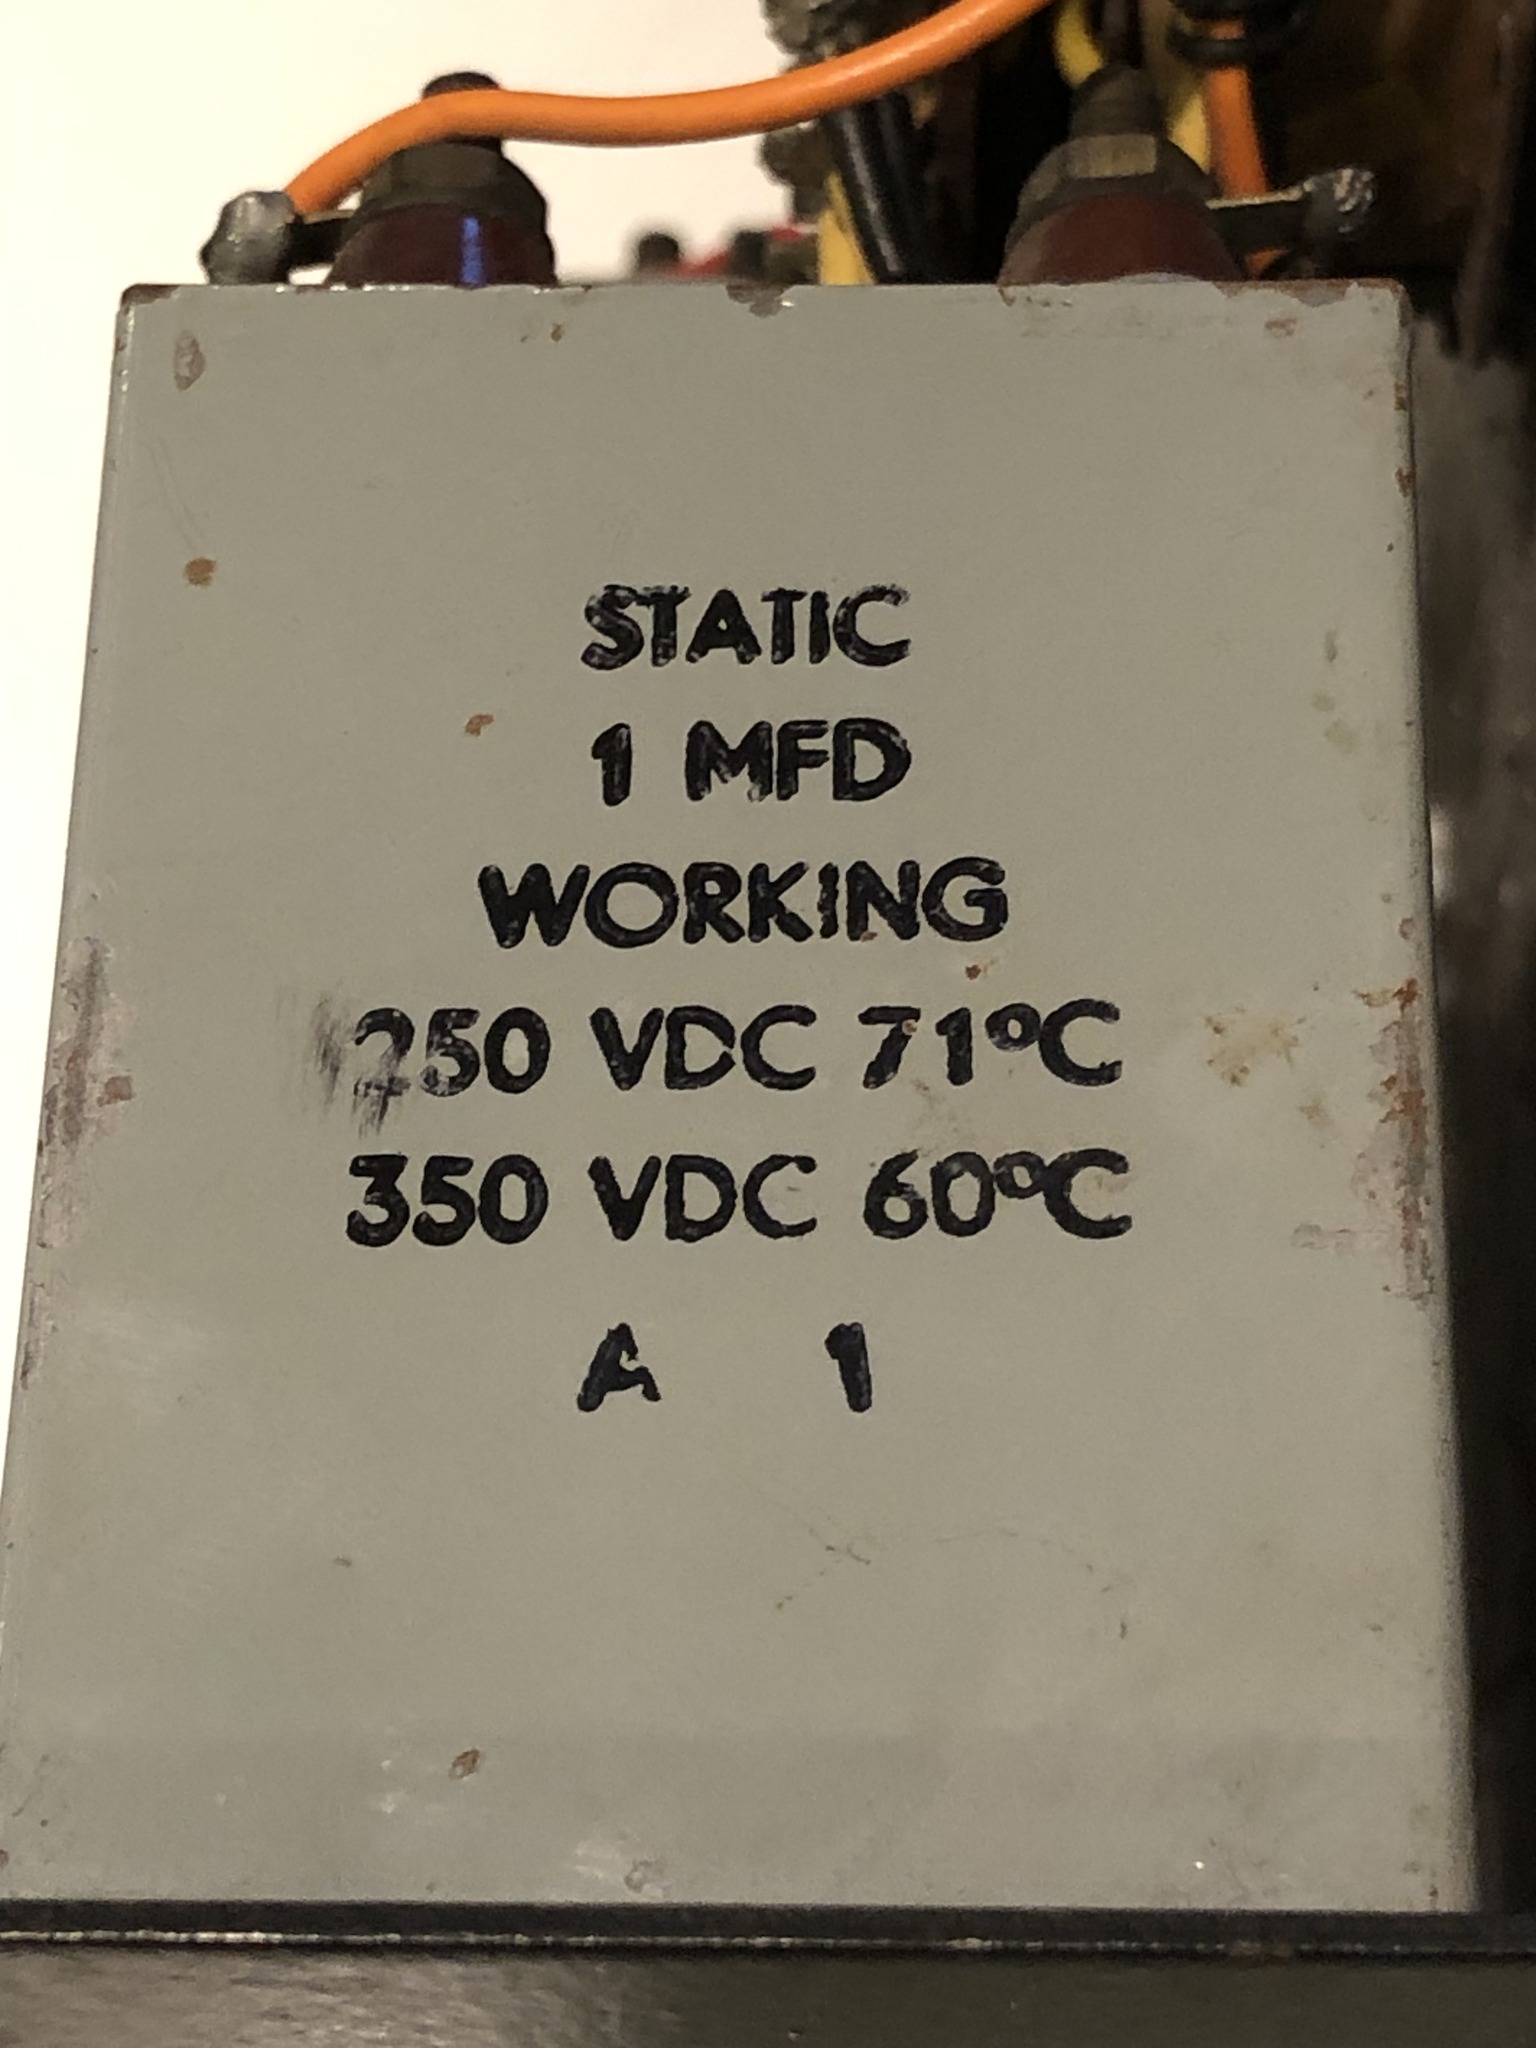 STATIC
1 MFD
WORKING
250 VDC 71°C
350 VDC 60°C
A 1